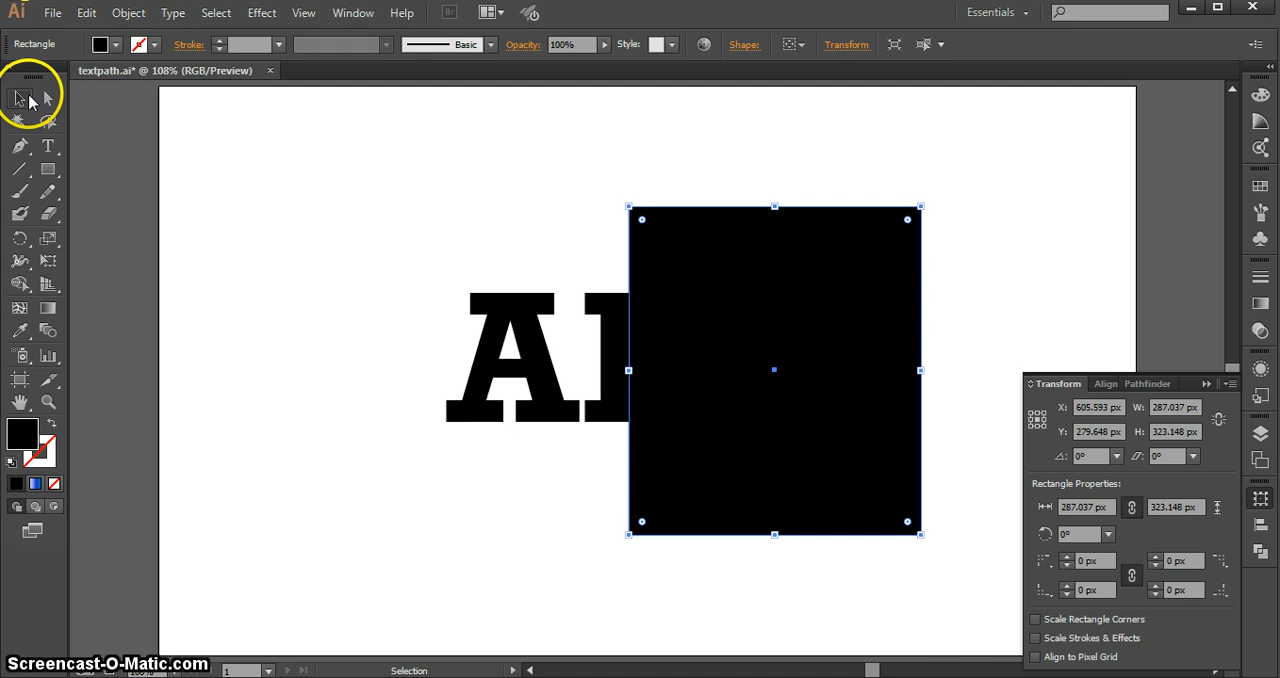 Ai File Edit Object Type Select Effect View Window Help Br Essentials
Rectangle Stroke: Basic Opacity: 100% Style: Shape: Transform
textpath.ai* @ 108% (RGB/Preview) ×
A
Transform Align Pathfinder
X: 605.593 px W: 287.037 px
Y: 279.648 px H: 323.148 px
0° 0°
Rectangle Properties:
287.037 px 323.148 px
0°
0 px 0 px
0 px 0 px
Scale Rectangle Corners
Scale Strokes & Effects
Align to Pixel Grid
Screencast-O-Matic.com 1 Selection